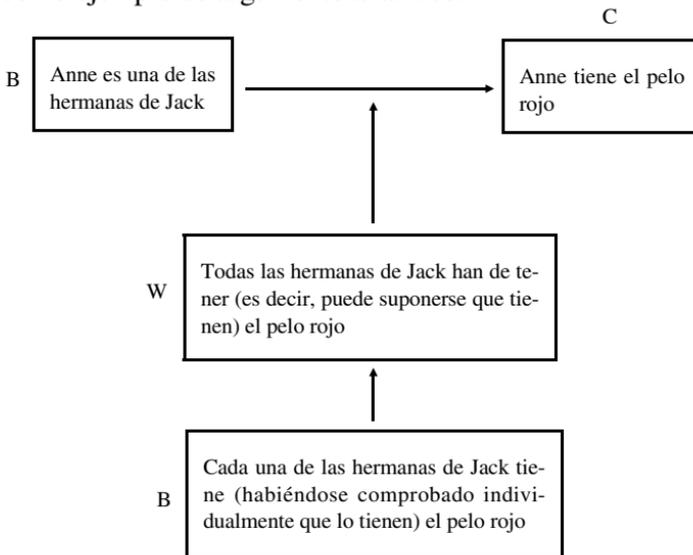 C
B
Anne es una de las
hermanas de Jack
Anne tiene el pelo
rojo
W
Todas las hermanas de Jack han de te-
ner (es decir, puede suponerse que tie-
nen) el pelo rojo
B
Cada una de las hermanas de Jack tie-
ne (habiéndose comprobado indivi-
dualmente que lo tienen) el pelo rojo